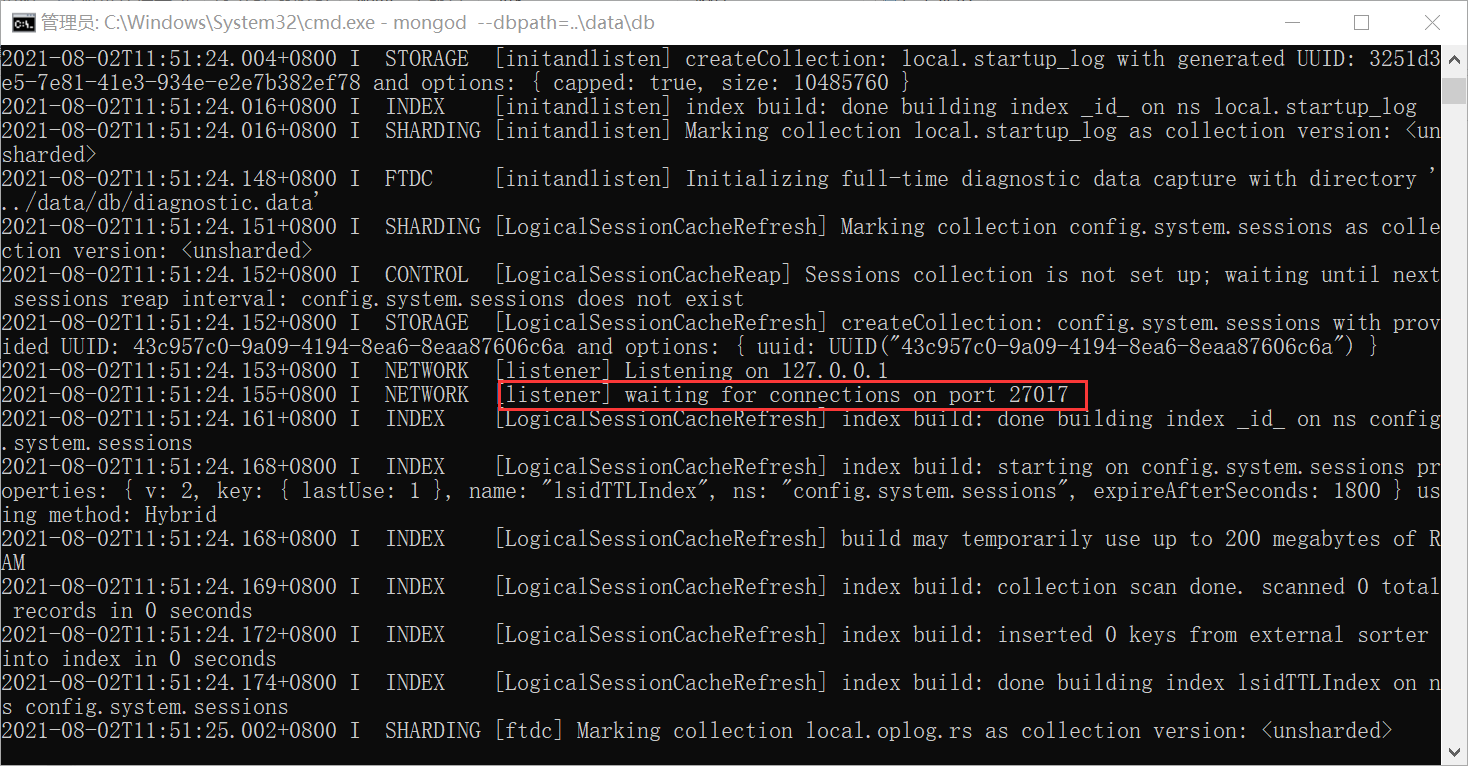 管理员: C:\Windows\System32\cmd.exe - mongod  --dbpath=..\data\db
2021-08-02T11:51:24.004+0800 I  STORAGE  [initandlisten] createCollection: local.startup_log with generated UUID: 3251d3
e5-7e81-41e3-934e-e2e7b382ef78 and options: { capped: true, size: 10485760 }
2021-08-02T11:51:24.016+0800 I  INDEX    [initandlisten] index build: done building index _id_ on ns local.startup_log
2021-08-02T11:51:24.016+0800 I  SHARDING [initandlisten] Marking collection local.startup_log as collection version: <un
sharded>
2021-08-02T11:51:24.148+0800 I  FTDC     [initandlisten] Initializing full-time diagnostic data capture with directory '
../data/db/diagnostic.data'
2021-08-02T11:51:24.151+0800 I  SHARDING [LogicalSessionCacheRefresh] Marking collection config.system.sessions as colle
ction version: <unsharded>
2021-08-02T11:51:24.152+0800 I  CONTROL  [LogicalSessionCacheReap] Sessions collection is not set up; waiting until next
 sessions reap interval: config.system.sessions does not exist
2021-08-02T11:51:24.152+0800 I  STORAGE  [LogicalSessionCacheRefresh] createCollection: config.system.sessions with prov
ided UUID: 43c957c0-9a09-4194-8ea6-8eaa87606c6a and options: { uuid: UUID("43c957c0-9a09-4194-8ea6-8eaa87606c6a") }
2021-08-02T11:51:24.153+0800 I  NETWORK  [listener] Listening on 127.0.0.1
2021-08-02T11:51:24.155+0800 I  NETWORK  [listener] waiting for connections on port 27017
2021-08-02T11:51:24.161+0800 I  INDEX    [LogicalSessionCacheRefresh] index build: done building index _id_ on ns config
.system.sessions
2021-08-02T11:51:24.168+0800 I  INDEX    [LogicalSessionCacheRefresh] index build: starting on config.system.sessions pr
operties: { v: 2, key: { lastUse: 1 }, name: "lsidTTLIndex", ns: "config.system.sessions", expireAfterSeconds: 1800 } us
ing method: Hybrid
2021-08-02T11:51:24.168+0800 I  INDEX    [LogicalSessionCacheRefresh] build may temporarily use up to 200 megabytes of R
AM
2021-08-02T11:51:24.169+0800 I  INDEX    [LogicalSessionCacheRefresh] index build: collection scan done. scanned 0 total
 records in 0 seconds
2021-08-02T11:51:24.172+0800 I  INDEX    [LogicalSessionCacheRefresh] index build: inserted 0 keys from external sorter
into index in 0 seconds
2021-08-02T11:51:24.174+0800 I  INDEX    [LogicalSessionCacheRefresh] index build: done building index lsidTTLIndex on n
s config.system.sessions
2021-08-02T11:51:25.002+0800 I  SHARDING [ftdc] Marking collection local.oplog.rs as collection version: <unsharded>